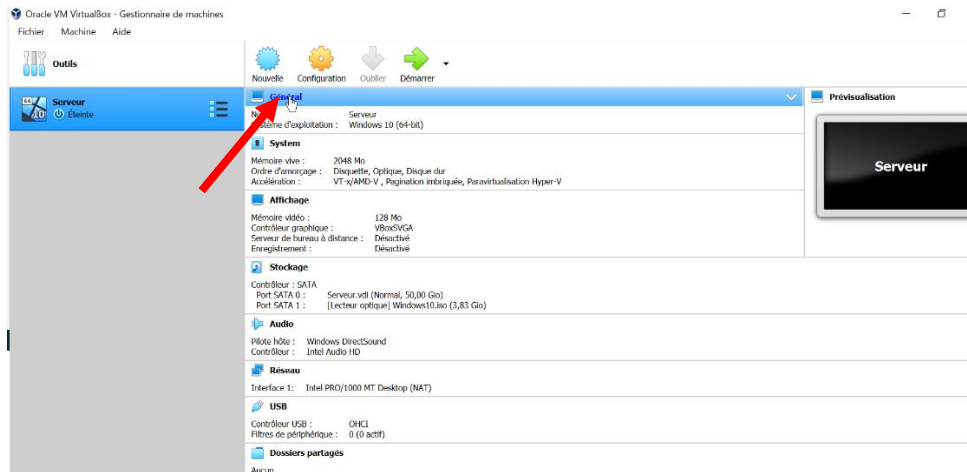 Oracle VM VirtualBox - Gestionnaire de machines
Fichier Machine Aide
Outils
Nouvelle Configuration Oublier Démarrer
Serveur
Éteinte
Général
Serveur
Système d'exploitation : Windows 10 (64-bit)
System
Mémoire vive : 2048 Mo
Ordre d'amorçage : Disquette, Optique, Disque dur
Accélération : VT-x/AMD-V , Pagination imbriquée, Paravirtualisation Hyper-V
Affichage
Mémoire vidéo : 128 Mo
Contrôleur graphique : VBoxSVGA
Serveur de bureau à distance : Désactivé
Enregistrement : Désactivé
Stockage
Contrôleur : SATA
Port SATA 0 : Serveur.vdi (Normal, 50,00 Gio)
Port SATA 1 : [Lecteur optique] Windows10.iso (3,83 Gio)
Audio
Pilote hôte : Windows DirectSound
Contrôleur : Intel Audio HD
Réseau
Interface 1: Intel PRO/1000 MT Desktop (NAT)
USB
Contrôleur USB : OHCI
Filtres de périphérique : 0 (0 actif)
Dossiers partagés
Aucun
Prévisualisation
Serveur